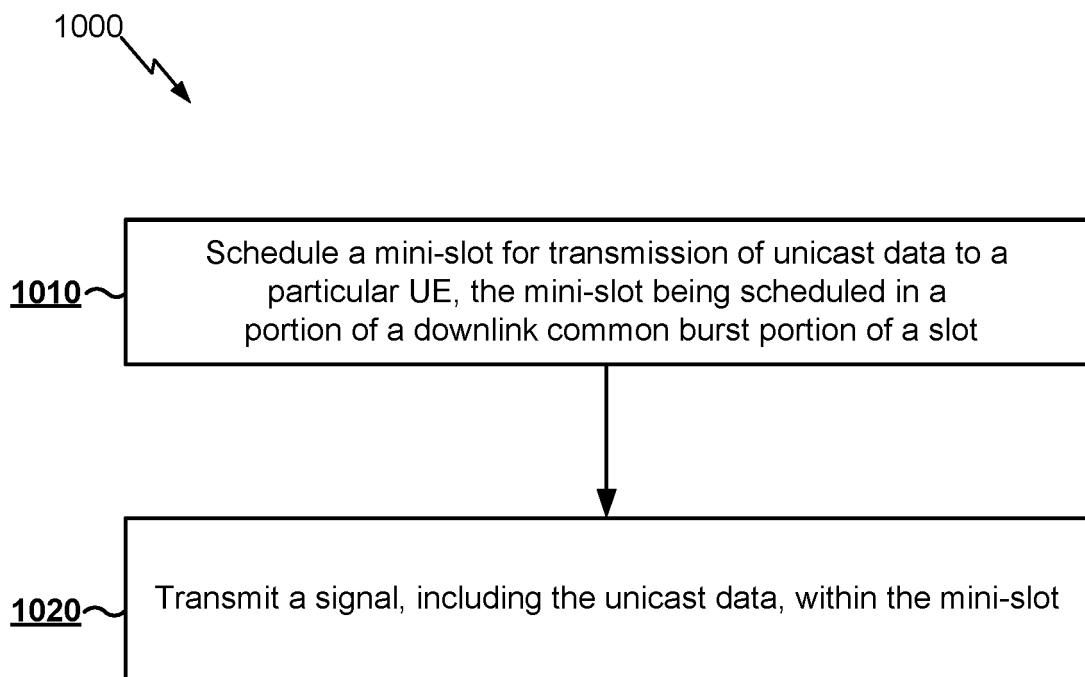 1000
1010
Schedule a mini-slot for transmission of unicast data to a
particular UE, the mini-slot being scheduled in a
portion of a downlink common burst portion of a slot
1020
Transmit a signal, including the unicast data, within the mini-slot